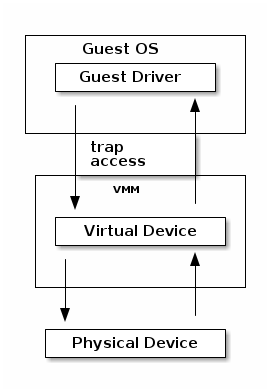 Guest OS
Guest Driver
trap
access
VMM
Virtual Device
Physical Device